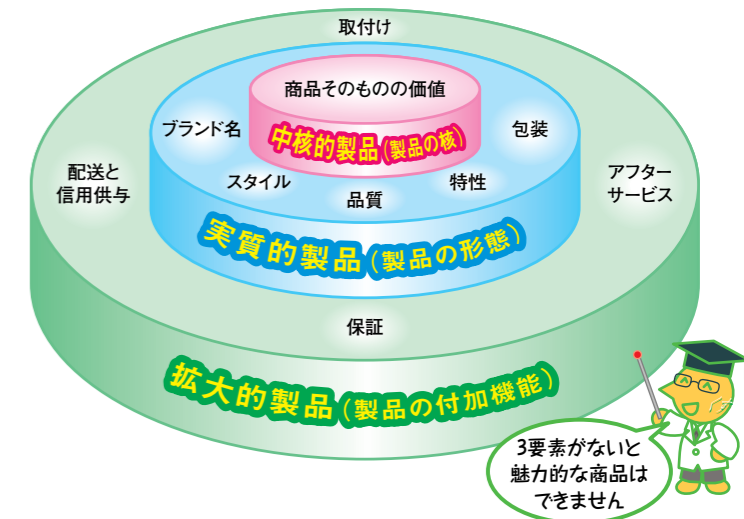 取付け
商品そのものの価値
中核的製品(製品の核)
ブランド名
包装
スタイル
品質
特性
配送と
信用供与
アフター
サービス
実質的製品(製品の形態)
保証
拡大的製品(製品の付加機能)
3要素がないと
魅力的な商品は
できません